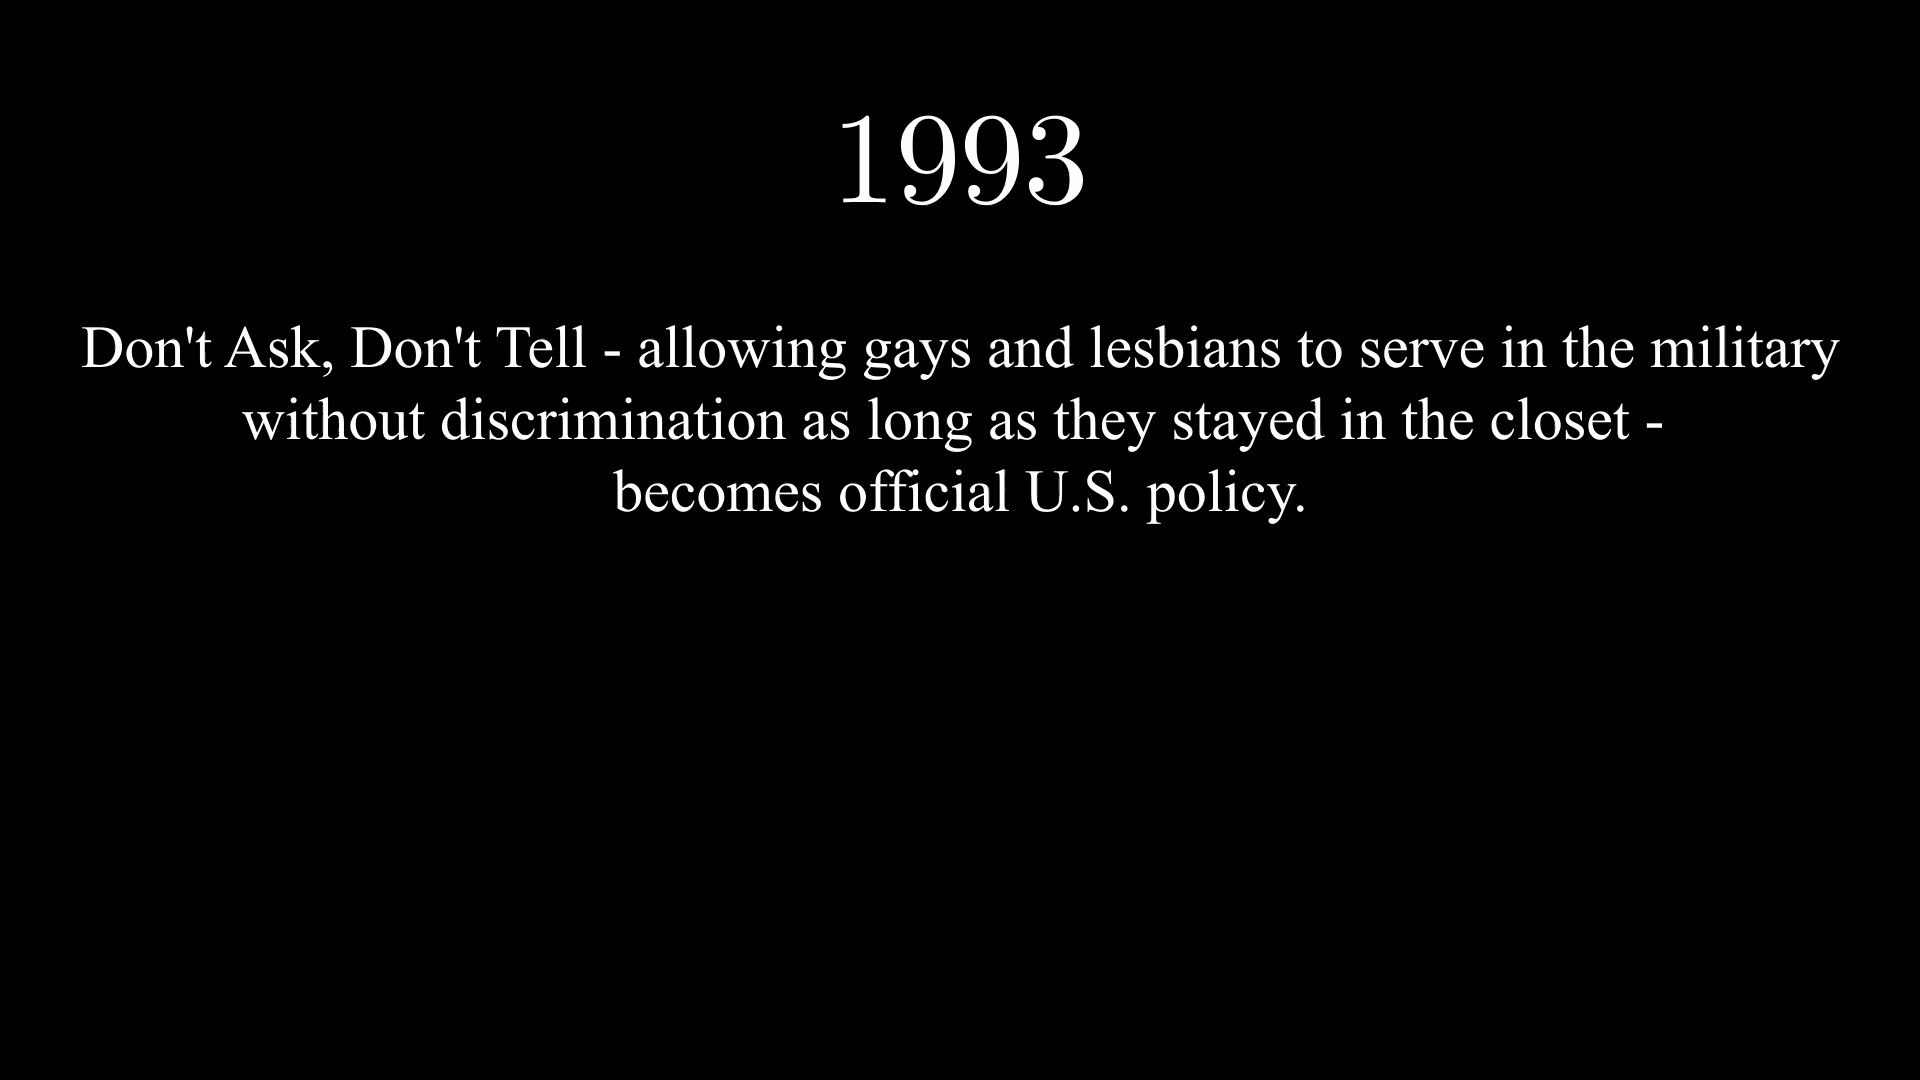 1993
Don't Ask, Don't Tell - allowing gays and lesbians to serve in the military
without discrimination as long as they stayed in the closet -
becomes official U.S. policy.